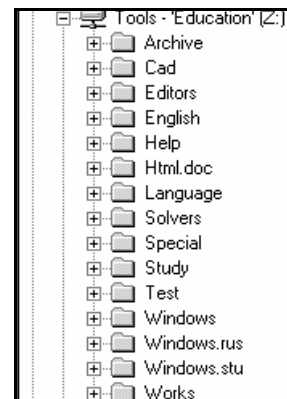 Tools - 'Education' (Z:)
Archive
Cad
Editors
English
Help
Html.doc
Language
Solvers
Special
Study
Test
Windows
Windows.rus
Windows.stu
Works